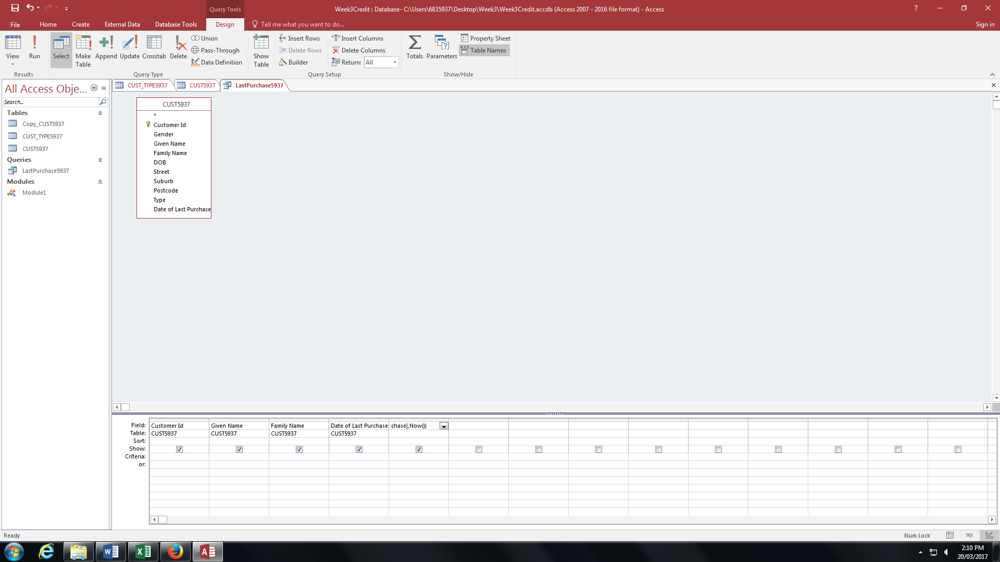 Query Tools
Week3Credit : Database- C:\Users\6835937\Desktop\Week3\Week3Credit.accdb (Access 2007 - 2016 file format) - Access
?
File Home Create External Data Database Tools Design Tell me what you want to do... Sign in
View
Run
Select
Make Table
Append
Update
Crosstab
Delete
Union
Pass-Through
Data Definition
Show Table
Insert Rows
Delete Rows
Builder
Insert Columns
Delete Columns
Return: All
Totals
Parameters
Property Sheet
Table Names
Results
Query Type
Query Setup
Show/Hide
All Access Obje...
Search...
Tables
Copy_CUST5937
CUST_TYPE5937
CUST5937
Queries
LastPurchase5937
Modules
Module1
CUST_TYPE5937 CUST5937 LastPurchase5937
CUST5937
*
Customer Id
Gender
Given Name
Family Name
DOB
Street
Suburb
Postcode
Type
Date of Last Purchase
Field: Customer Id Given Name Family Name Date of Last Purchase chase],Now())
Table: CUST5937 CUST5937 CUST5937 CUST5937
Sort:
Show:
Criteria:
or:
Ready
Num Lock
SQL
2:10 PM
20/03/2017